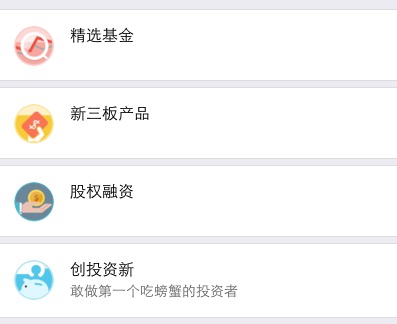 精选基金
新三板产品
股权融资
创投资新
敢做第一个吃螃蟹的投资者